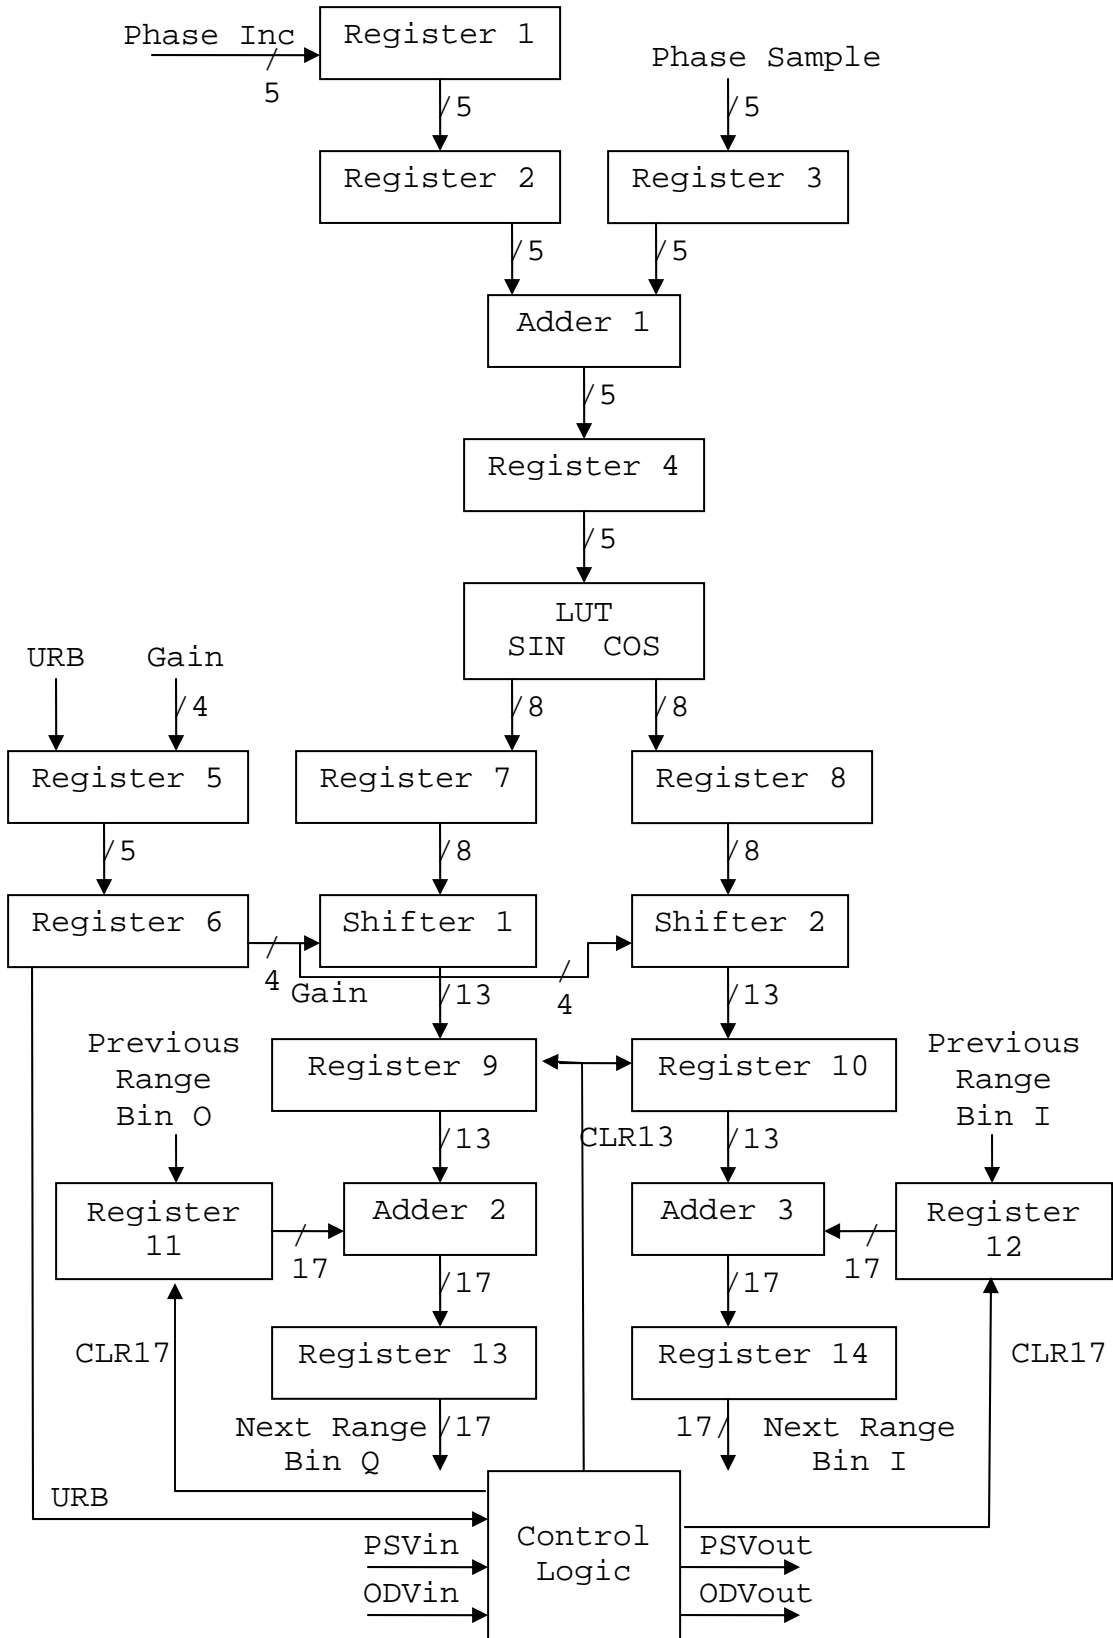 Phase Inc
/
5
Register 1
Phase Sample
/5
/5
Register 2
Register 3
/5
/5
Adder 1
/5
Register 4
/5
LUT
SIN COS
URB
Gain
/4
/8
/8
Register 5
Register 7
Register 8
/5
/8
/8
Register 6
Shifter 1
Shifter 2
/
4
Gain
/13
/
4
/13
Previous
Range
Bin O
Register 9
Register 10
Previous
Range
Bin I
/13
CLR13
/13
Register
11
/
17
Adder 2
Adder 3
/
17
Register
12
/17
/17
CLR17
Register 13
Register 14
CLR17
Next Range
Bin Q
/17
17/
Next Range
Bin I
URB
PSVin
ODVin
Control
Logic
PSVout
ODVout